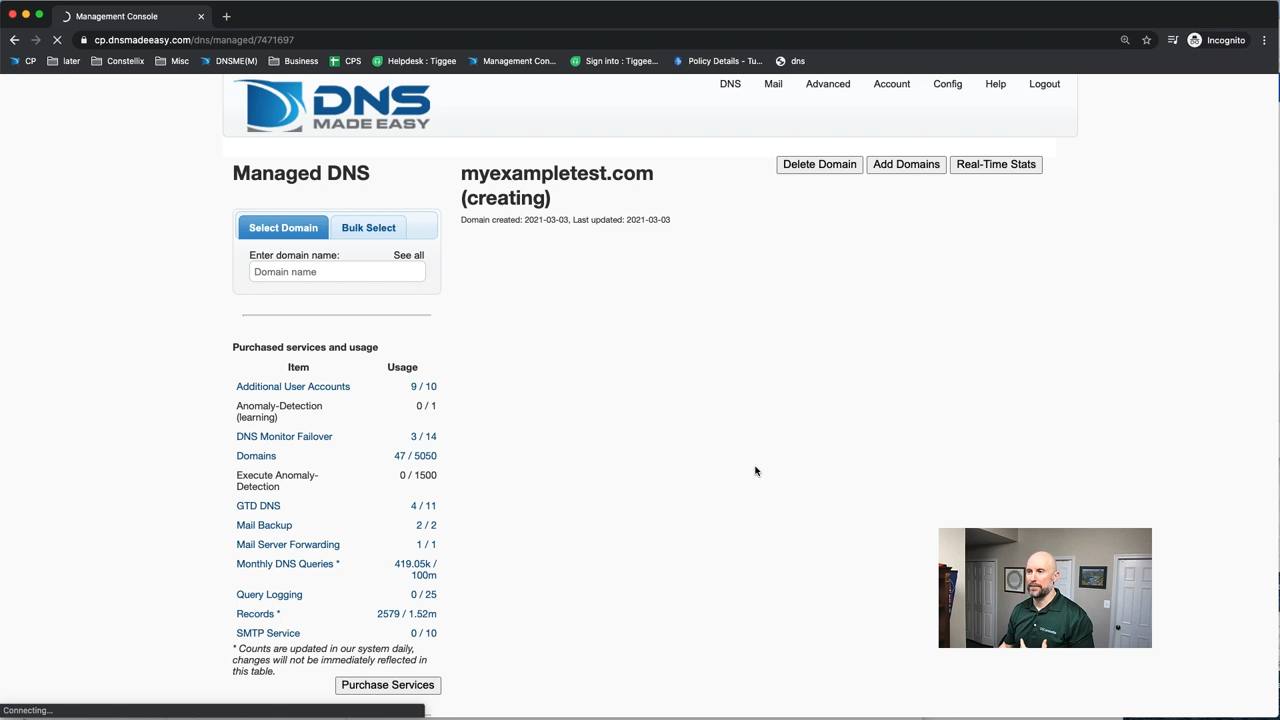 Management Console
cp.dnsmadeeasy.com/dns/managed/7471697
Incognito
CP later Constellix Misc DNSME(M) Business CPS Helpdesk : Tiggee Management Con... Sign into : Tiggee... Policy Details - Tu... dns
DNS
MADE EASY
DNS Mail Advanced Account Config Help Logout
Managed DNS
myexampletest.com
(creating)
Domain created: 2021-03-03, Last updated: 2021-03-03
Delete Domain Add Domains Real-Time Stats
Select Domain Bulk Select
Enter domain name: See all
Domain name
Purchased services and usage
Item Usage
Additional User Accounts 9 / 10
Anomaly-Detection 0 / 1
(learning)
DNS Monitor Failover 3 / 14
Domains 47 / 5050
Execute Anomaly- 0 / 1500
Detection
GTD DNS 4 / 11
Mail Backup 2 / 2
Mail Server Forwarding 1 / 1
Monthly DNS Queries * 419.05k /
100m
Query Logging 0 / 25
Records * 2579 / 1.52m
SMTP Service 0 / 10
* Counts are updated in our system daily,
changes will not be immediately reflected in
this table.
Purchase Services
Connecting...